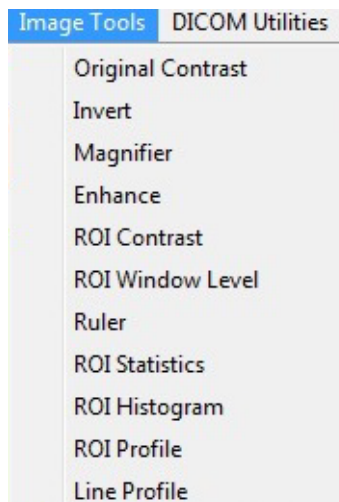 Image Tools DICOM Utilities
Original Contrast
Invert
Magnifier
Enhance
ROI Contrast
ROI Window Level
Ruler
ROI Statistics
ROI Histogram
ROI Profile
Line Profile